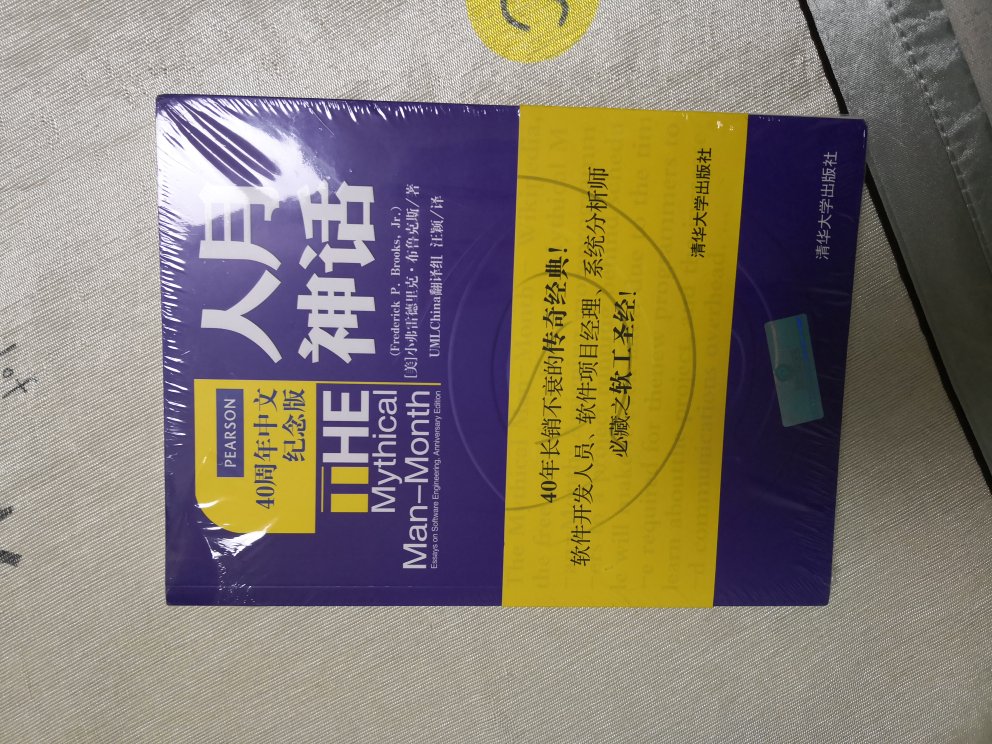 PEARSON
40周年中文
纪念版
人月
神话
THE
Mythical
Man-Month
Essays on Software Engineering, Anniversary Edition
(Frederick P. Brooks, Jr.)
[美]小弗雷德里克·布鲁克斯/著
UMLChina翻译组 汪颖/译
40年长销不衰的传奇经典!
软件开发人员、软件项目经理、系统分析师
必藏之软工圣经!
清华大学出版社
清华大学出版社